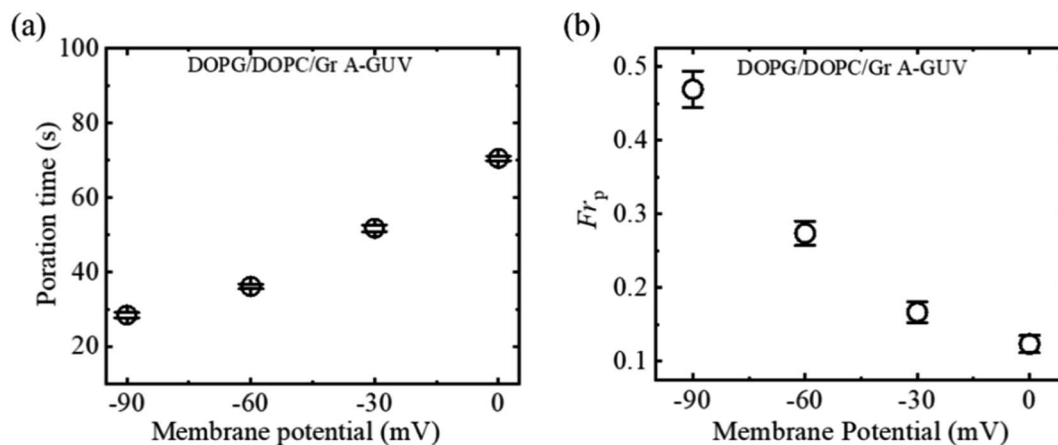 (a)
DOPG/DOPC/Gr A-GUV
Poration time (s)
100
80
60
40
20
-90 -60 -30 0
Membrane potential (mV)
(b)
DOPG/DOPC/Gr A-GUV
Frp
0.5
0.4
0.3
0.2
0.1
-90 -60 -30 0
Membrane Potential (mV)